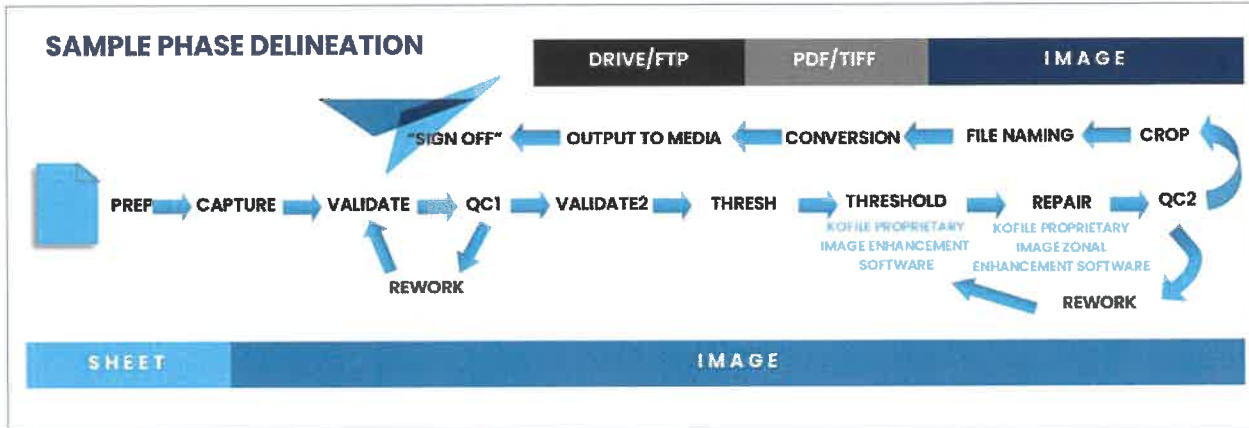 SAMPLE PHASE DELINEATION
DRIVE/FTP PDF/TIFF IMAGE
"SIGN OFF" OUTPUT TO MEDIA CONVERSION FILE NAMING CROP
PREP CAPTURE VALIDATE QC1 VALIDATE2 THRESH THRESHOLD REPAIR QC2
KOFILE PROPRIETARY
IMAGE ENHANCEMENT
SOFTWARE
KOFILE PROPRIETARY
IMAGE ZONAL
ENHANCEMENT SOFTWARE
REWORK
REWORK
SHEET IMAGE